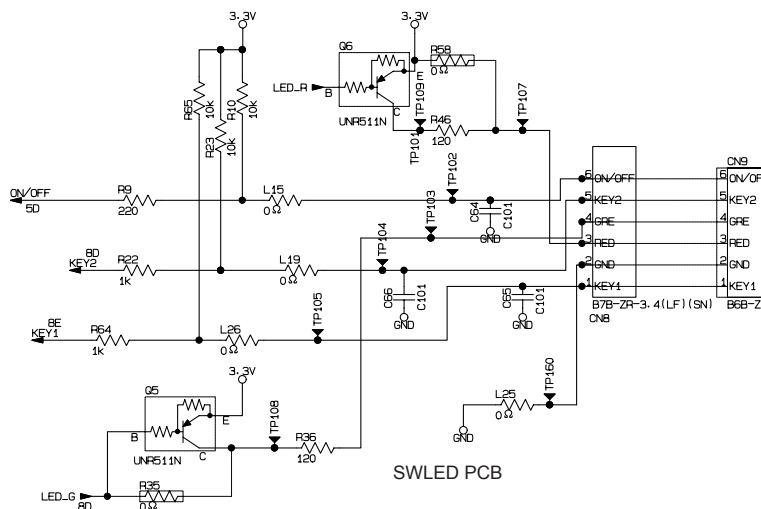 3.3V
3.3V
Q6
E
LED_R
B
C
UNR511N
R58
0Ω
TP109
TP101
R46
120
TP107
R65
10k
R23
10k
R10
10k
ON/OFF
5D
R9
220
L15
0Ω
TP102
TP103
C64
C101
GND
8D
KEY2
R22
1k
L19
0Ω
TP104
C66
C101
GND
C65
C101
GND
8E
KEY1
R64
1k
L26
0Ω
TP105
CN9
6 ON/OFF 6 ON/OF
5 KEY2 5 KEY2
4 GRE 4 GRE
3 RED 3 RED
2 GND 2 GND
1 KEY1 1 KEY1
B7B-ZR-3.4(LF)(SN)
CN8
B6B-Z
3.3V
Q5
E
B
C
UNR511N
TP108
R36
120
LED_G
8D
R35
0Ω
L25
0Ω
TP160
GND
SWLED PCB